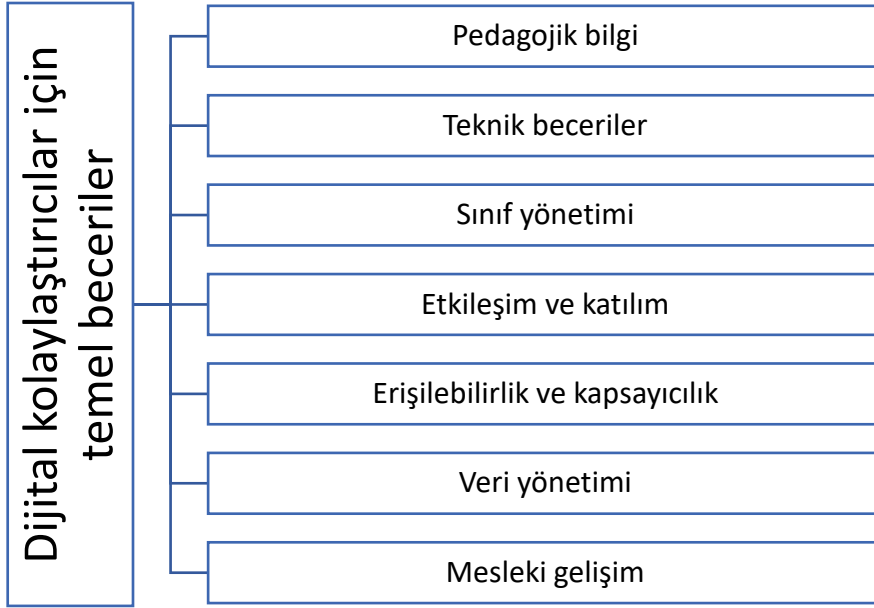 Dijital kolaylaştırıcılar için
temel beceriler
Pedagojik bilgi
Teknik beceriler
Sınıf yönetimi
Etkileşim ve katılım
Erişilebilirlik ve kapsayıcılık
Veri yönetimi
Mesleki gelişim